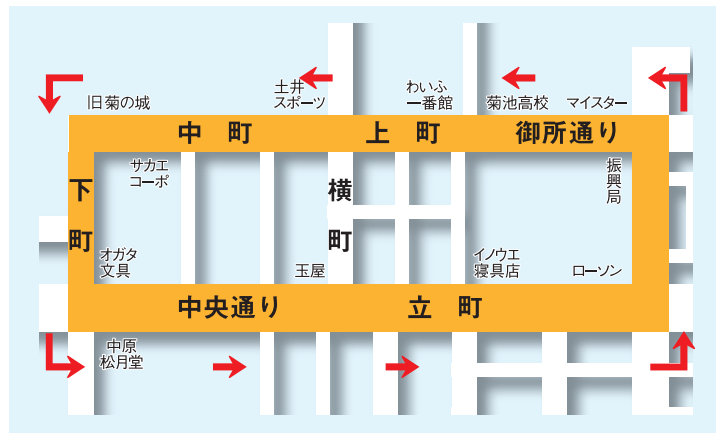 旧菊の城
土井
スポーツ
わいふ
一番館
菊池高校
マイスター
中 町
上 町
御所通り
サカエ
コーポ
下
町
横
町
振
興
局
オガタ
文具
玉屋
イノウエ
寝具店
ローソン
中央通り
立 町
中原
松月堂